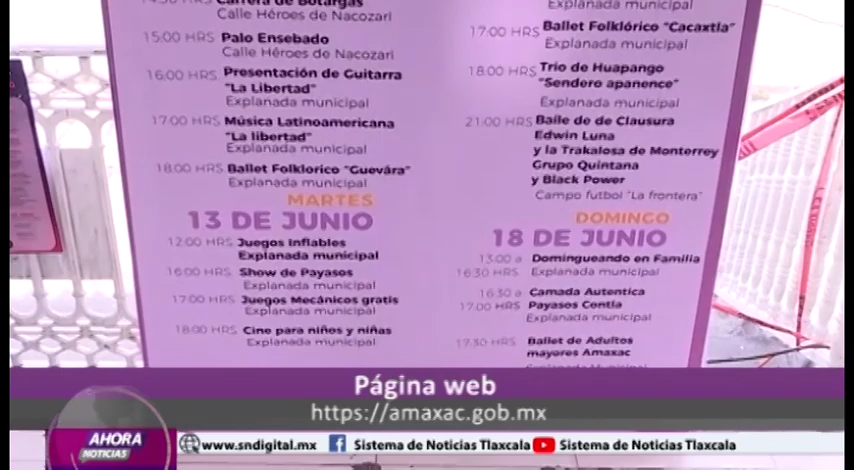 14:30 HRS Carrera de Botargas
Calle Héroes de Nacozari
15:00 HRS Palo Ensebado
Calle Héroes de Nacozari
16:00 HRS Presentación de Guitarra
"La Libertad"
Explanada municipal
17:00 HRS Música Latinoamericana
"La libertad"
Explanada municipal
18:00 HRS Ballet Folklorico "Guevára"
Explanada municipal
MARTES
13 DE JUNIO
12:00 HRS Juegos Inflables
Explanada municipal
16:00 HRS Show de Payasos
Explanada municipal
17:00 HRS Juegos Mecánicos gratis
Explanada municipal
18:00 HRS Cine para niños y niñas
Explanada municipal
Explanada municipal
17:00 HRS Ballet Folklórico "Cacaxtla"
Explanada municipal
18:00 HRS Trio de Huapango
"Sendero apanence"
Explanada municipal
21:00 HRS Baile de de Clausura
Edwin Luna
y la Trakalosa de Monterrey
Grupo Quintana
y Black Power
Campo futbol "La frontera"
DOMINGO
18 DE JUNIO
13:00 a Domingueando en Familia
16:30 HRS Explanada municipal
16:30 a Camada Autentica
17:00 HRS Payasos Contla
Explanada municipal
17:30 HRS Ballet de Adultos
mayores Amaxac
Explanada Municipal
Página web
https://amaxac.gob.mx
AHORA
NOTICIAS
www.sndigital.mx Sistema de Noticias Tlaxcala Sistema de Noticias Tlaxcala